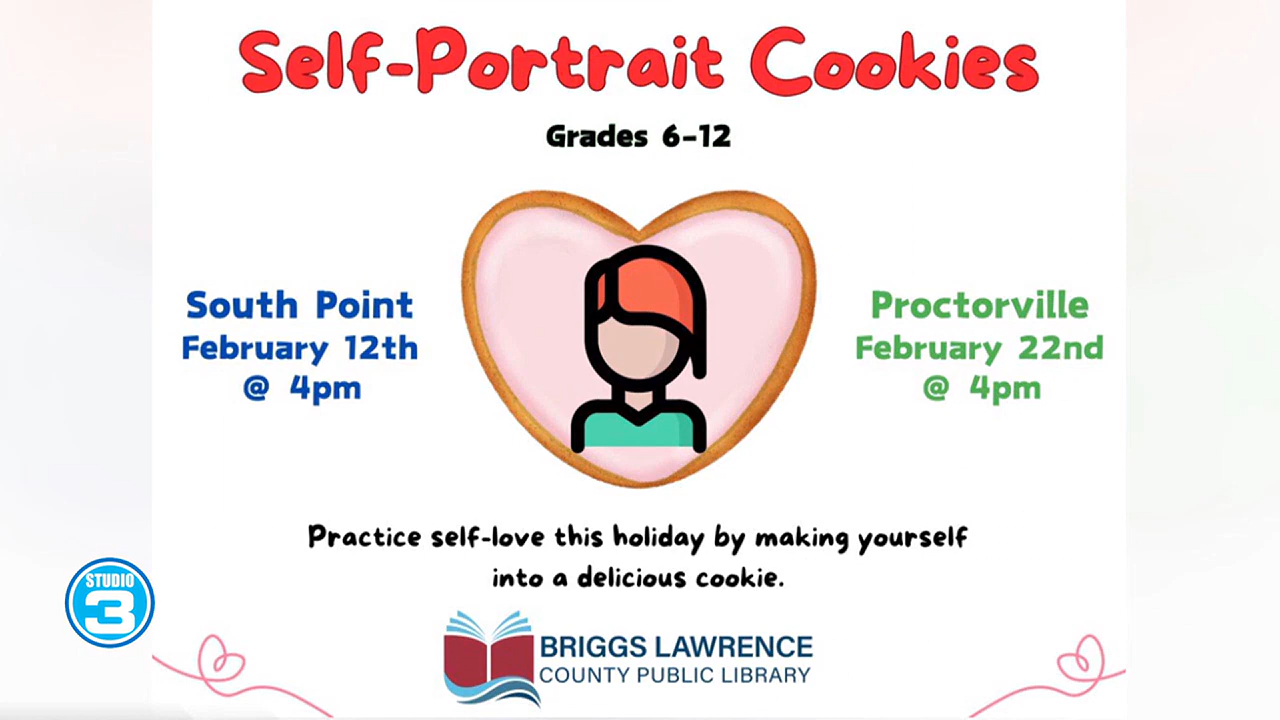 Self-Portrait Cookies
Grades 6-12
South Point
February 12th
@ 4pm
Proctorville
February 22nd
@ 4pm
Practice self-love this holiday by making yourself
into a delicious cookie.
STUDIO
3
BRIGGS LAWRENCE
COUNTY PUBLIC LIBRARY